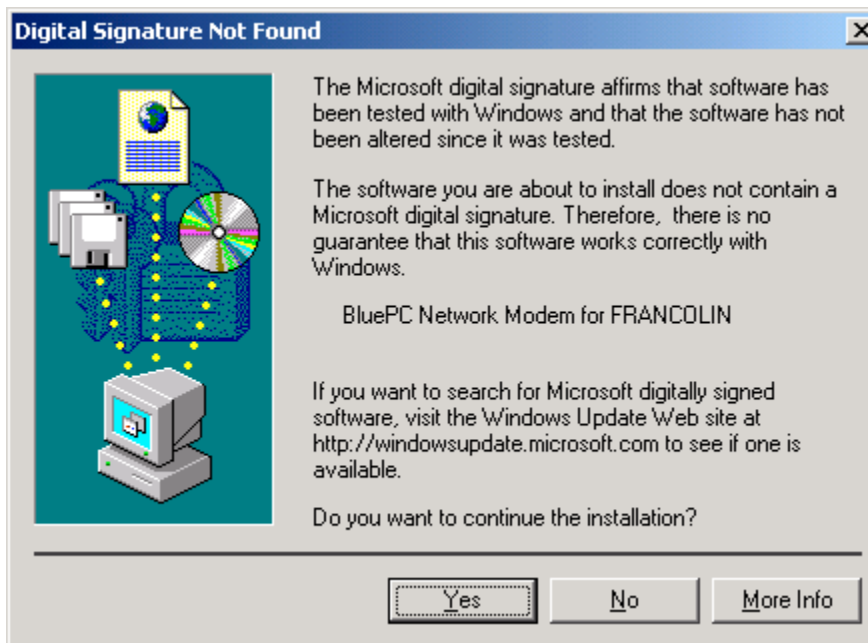 Digital Signature Not Found
The Microsoft digital signature affirms that software has
been tested with Windows and that the software has not
been altered since it was tested.
The software you are about to install does not contain a
Microsoft digital signature. Therefore,  there is no
guarantee that this software works correctly with
Windows.
BluePC Network Modem for FRANCOLIN
If you want to search for Microsoft digitally signed
software, visit the Windows Update Web site at
http://windowsupdate.microsoft.com to see if one is
available.
Do you want to continue the installation?
Yes No More Info